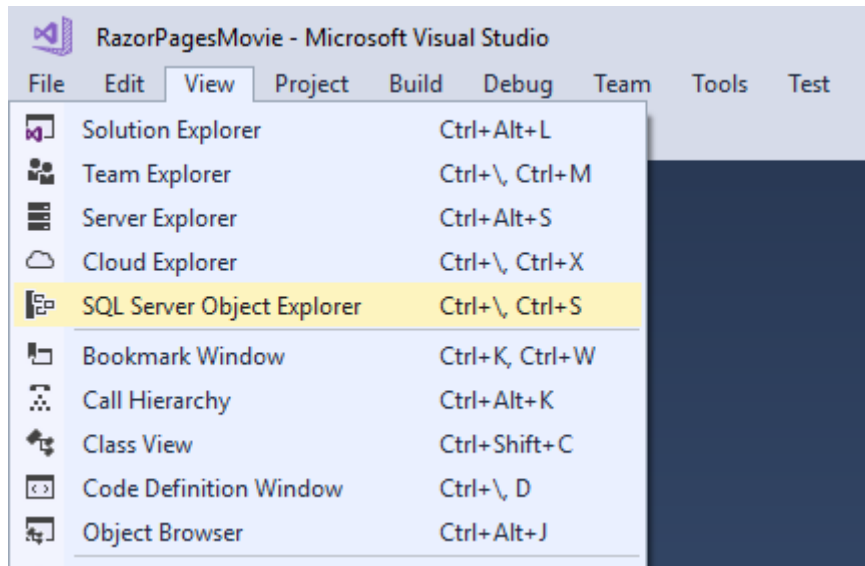 RazorPagesMovie - Microsoft Visual Studio
File Edit View Project Build Debug Team Tools Test
Solution Explorer Ctrl+Alt+L
Team Explorer Ctrl+\, Ctrl+M
Server Explorer Ctrl+Alt+S
Cloud Explorer Ctrl+\, Ctrl+X
SQL Server Object Explorer Ctrl+\, Ctrl+S
Bookmark Window Ctrl+K, Ctrl+W
Call Hierarchy Ctrl+Alt+K
Class View Ctrl+Shift+C
Code Definition Window Ctrl+\, D
Object Browser Ctrl+Alt+J